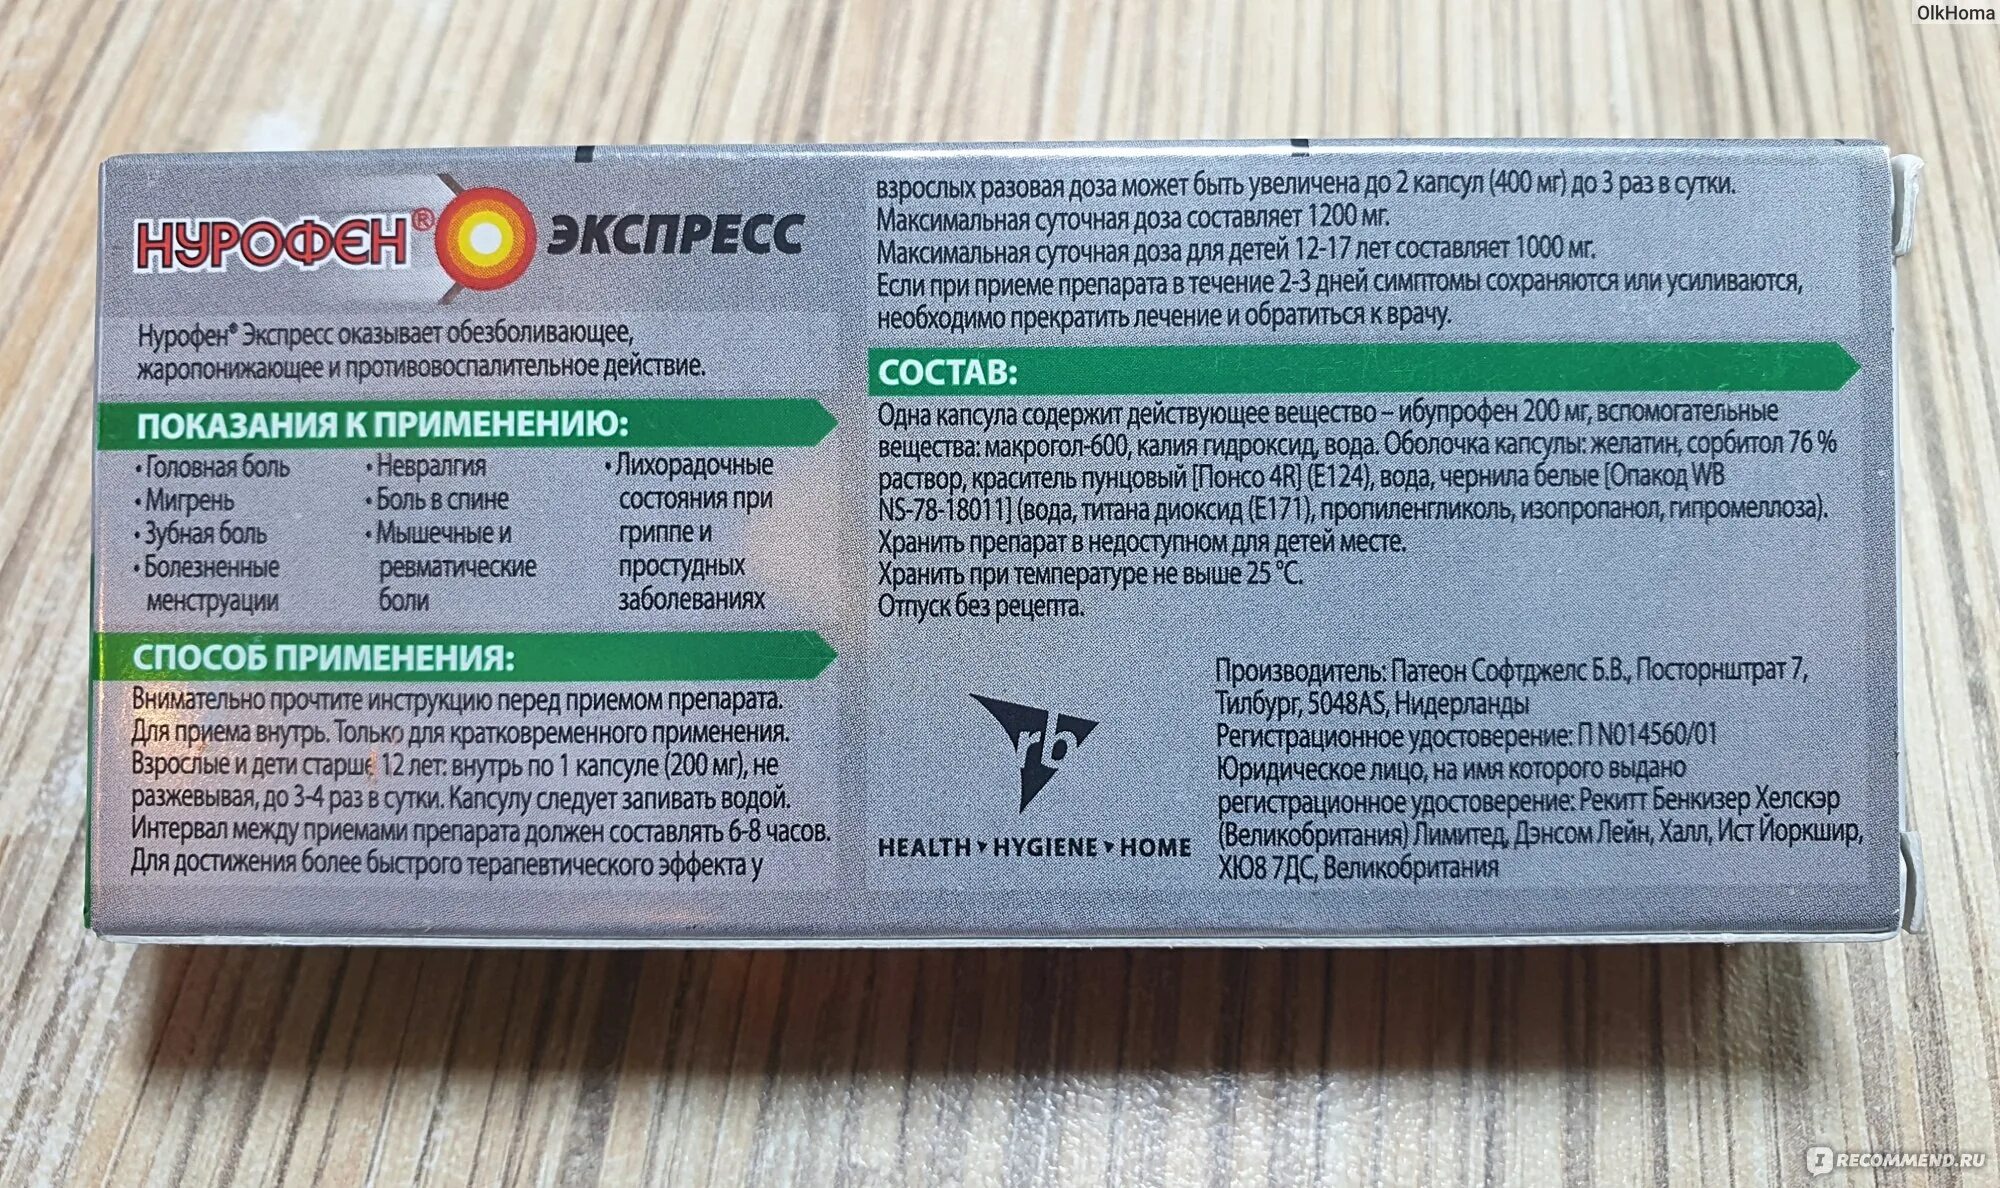 OlkHoma
НУРОФЕН® ЭКСПРЕСС
Нурофен® Экспресс оказывает обезболивающее,
жаропонижающее и противовоспалительное действие.
ПОКАЗАНИЯ К ПРИМЕНЕНИЮ:
• Головная боль
• Мигрень
• Зубная боль
• Болезненные
менструации
• Невралгия
• Боль в спине
• Мышечные и
ревматические
боли
• Лихорадочные
состояния при
гриппе и
простудных
заболеваниях
СПОСОБ ПРИМЕНЕНИЯ:
Внимательно прочтите инструкцию перед приемом препарата.
Для приема внутрь. Только для кратковременного применения.
Взрослые и дети старше 12 лет: внутрь по 1 капсуле (200 мг), не
разжевывая, до 3-4 раз в сутки. Капсулу следует запивать водой.
Интервал между приемами препарата должен составлять 6-8 часов.
Для достижения более быстрого терапевтического эффекта у
взрослых разовая доза может быть увеличена до 2 капсул (400 мг) до 3 раз в сутки.
Максимальная суточная доза составляет 1200 мг.
Максимальная суточная доза для детей 12-17 лет составляет 1000 мг.
Если при приеме препарата в течение 2-3 дней симптомы сохраняются или усиливаются,
необходимо прекратить лечение и обратиться к врачу.
СОСТАВ:
Одна капсула содержит действующее вещество – ибупрофен 200 мг, вспомогательные
вещества: макрогол-600, калия гидроксид, вода. Оболочка капсулы: желатин, сорбитол 76 %
раствор, краситель пунцовый [Понсо 4R] (Е124), вода, чернила белые [Опакод WB
NS-78-18011] (вода, титана диоксид (Е171), пропиленгликоль, изопропанол, гипромеллоза).
Хранить препарат в недоступном для детей месте.
Хранить при температуре не выше 25 °С.
Отпуск без рецепта.
rb
HEALTH HYGIENE HOME
Производитель: Патеон Софтджелс Б.В., Посторнштрат 7,
Тилбург, 5048AS, Нидерланды
Регистрационное удостоверение: П N014560/01
Юридическое лицо, на имя которого выдано
регистрационное удостоверение: Рекитт Бенкизер Хелскэр
(Великобритания) Лимитед, Дэнсом Лейн, Халл, Ист Йоркшир,
ХЮ8 7ДС, Великобритания
I RECOMMEND.RU